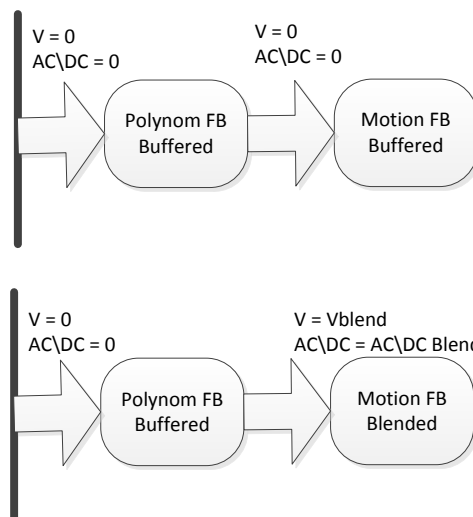 V = 0
AC\DC = 0
V = 0
AC\DC = 0
Polynom FB
Buffered
Motion FB
Buffered
V = 0
AC\DC = 0
V = Vblend
AC\DC = AC\DC Blend
Polynom FB
Buffered
Motion FB
Blended